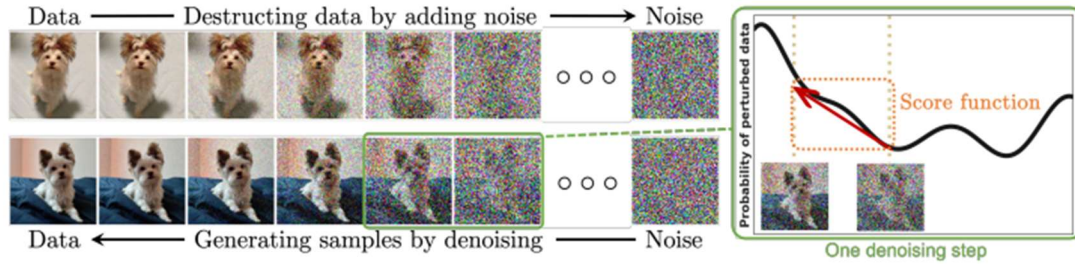 Data Destructing data by adding noise Noise
Data Generating samples by denoising Noise
Probability of perturbed data
Score function
One denoising step